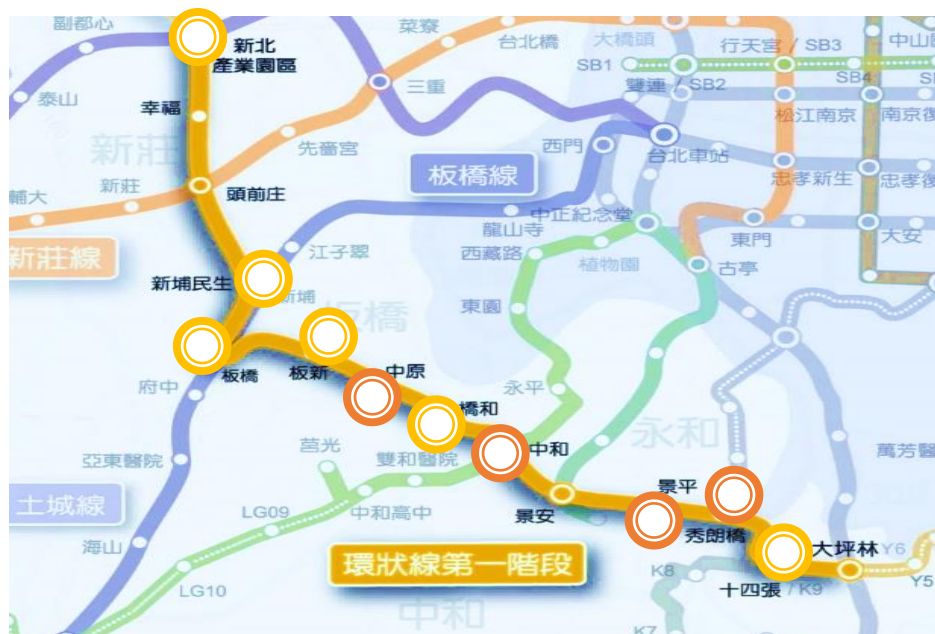 副都心
菜寮
台北橋
大橋頭
行天宮 / SB3
中山國
新北
產業園區
SB1
雙連
SB2
SB4
泰山
三重
幸福
松江南京
南京復
新莊
先嗇宮
西門
台北車站
板橋線
忠孝新生
忠孝復
輔大
新莊
頭前庄
中正紀念堂
龍山寺
東門
大安
新莊線
江子翠
西藏路
植物園
古亭
新埔民生
新埔
板橋
東園
板橋
板新
中原
府中
永平
橋和
永和
莒光
中和
亞東醫院
雙和醫院
萬芳醫
景平
土城線
LG09
中和高中
景安
秀朗橋
大坪林
Y6
海山
環狀線第一階段
K8
Y5
LG10
十四張 / K9
中和
K7